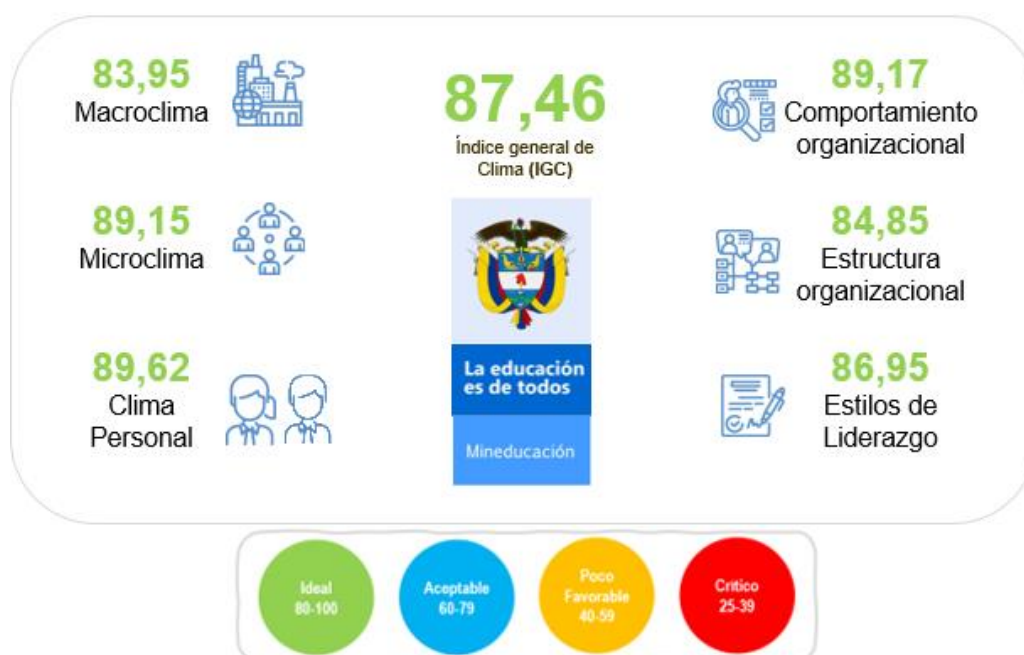 83,95
Macroclima
89,15
Microclima
89,62
Clima
Personal
87,46
Índice general de
Clima (IGC)
La educación
es de todos
Mineducación
89,17
Comportamiento
organizacional
84,85
Estructura
organizacional
86,95
Estilos de
Liderazgo
Ideal
80-100
Aceptable
60-79
Poco
Favorable
40-59
Crítico
25-39